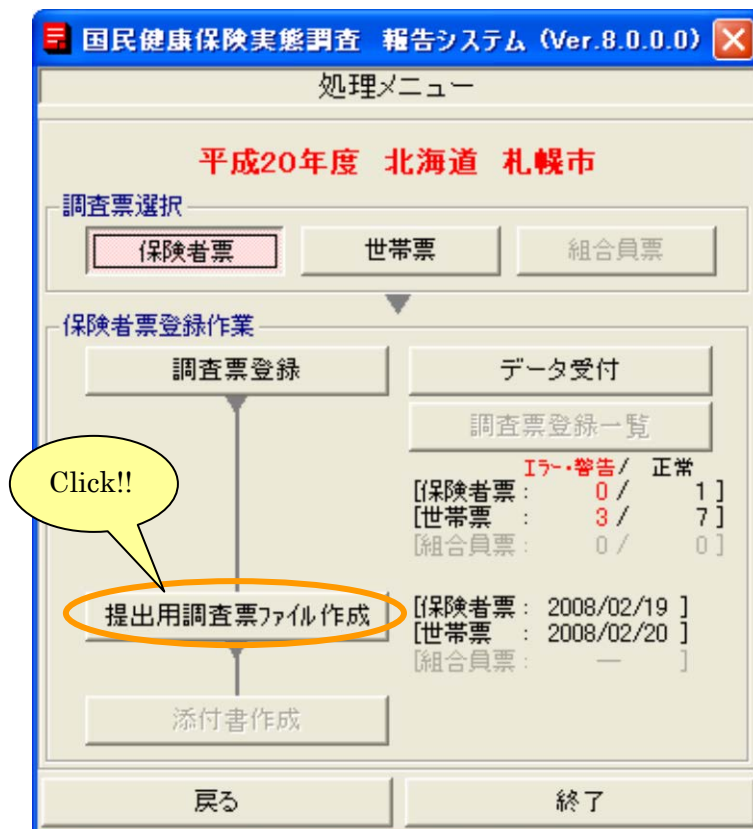 国民健康保険実態調査 報告システム (Ver.8.0.0.0)
処理メニュー
平成20年度 北海道 札幌市
調査票選択
保険者票 世帯票 組合員票
保険者票登録作業
調査票登録 データ受付
調査票登録一覧
エラー・警告/ 正常
[保険者票: 0/ 1]
[世帯票 : 3/ 7]
[組合員票: 0/ 0]
Click!!
提出用調査票ファイル作成
[保険者票: 2008/02/19 ]
[世帯票 : 2008/02/20 ]
[組合員票: — ]
添付書作成
戻る 終了